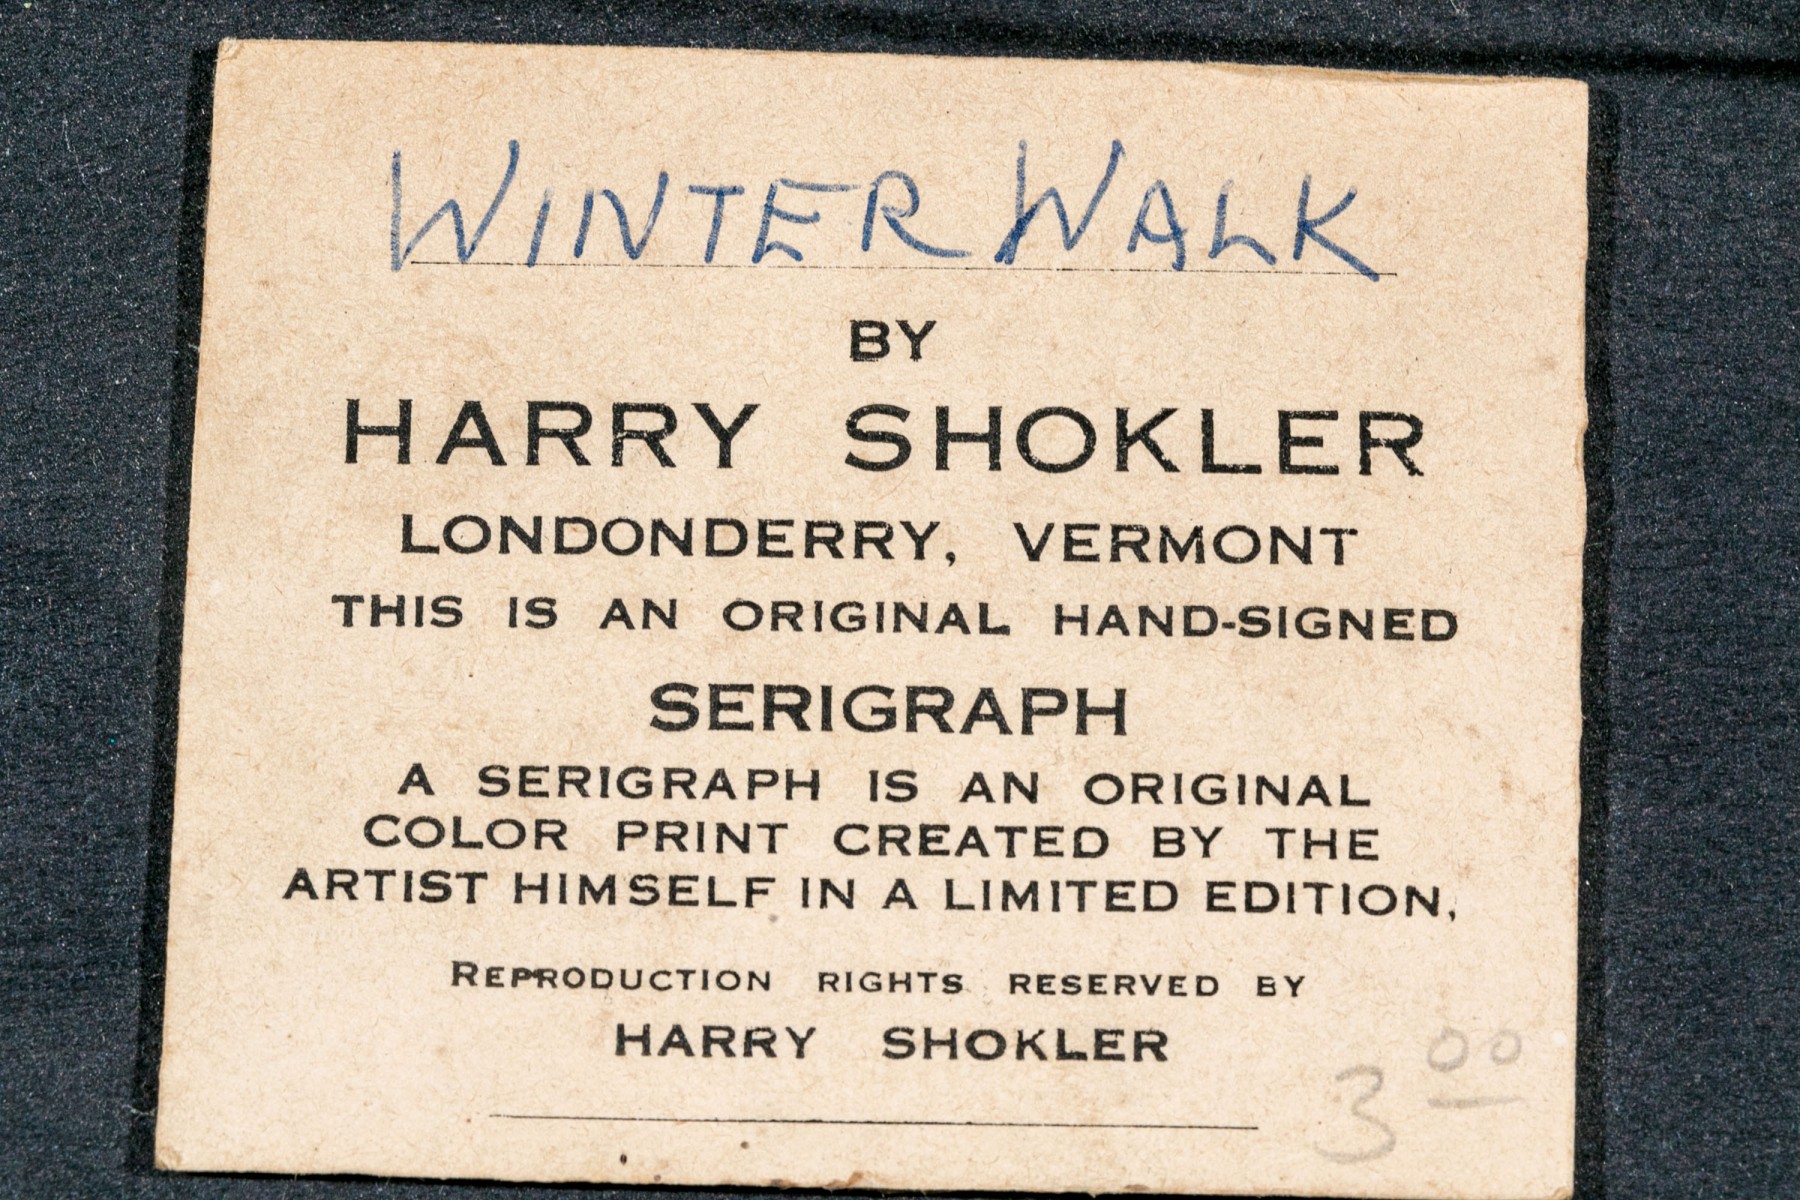 WINTER WALK
BY
HARRY SHOKLER
LONDONDERRY, VERMONT
THIS IS AN ORIGINAL HAND-SIGNED
SERIGRAPH
A SERIGRAPH IS AN ORIGINAL
COLOR PRINT CREATED BY THE
ARTIST HIMSELF IN A LIMITED EDITION,
REPRODUCTION RIGHTS RESERVED BY
HARRY SHOKLER
3 00